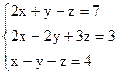 2x + y − z = 7
2x − 2y + 3z = 3
x − y − z = 4